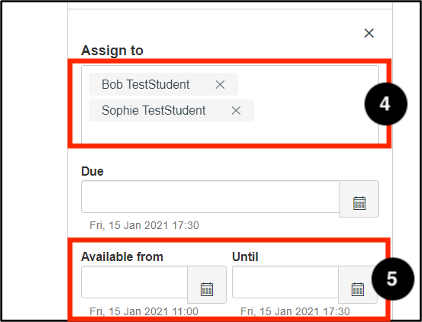 Assign to
Bob TestStudent
Sophie TestStudent
4
Due
Fri, 15 Jan 2021 17:30
Available from Until
5
Fri, 15 Jan 2021 11:00 Fri, 15 Jan 2021 17:30